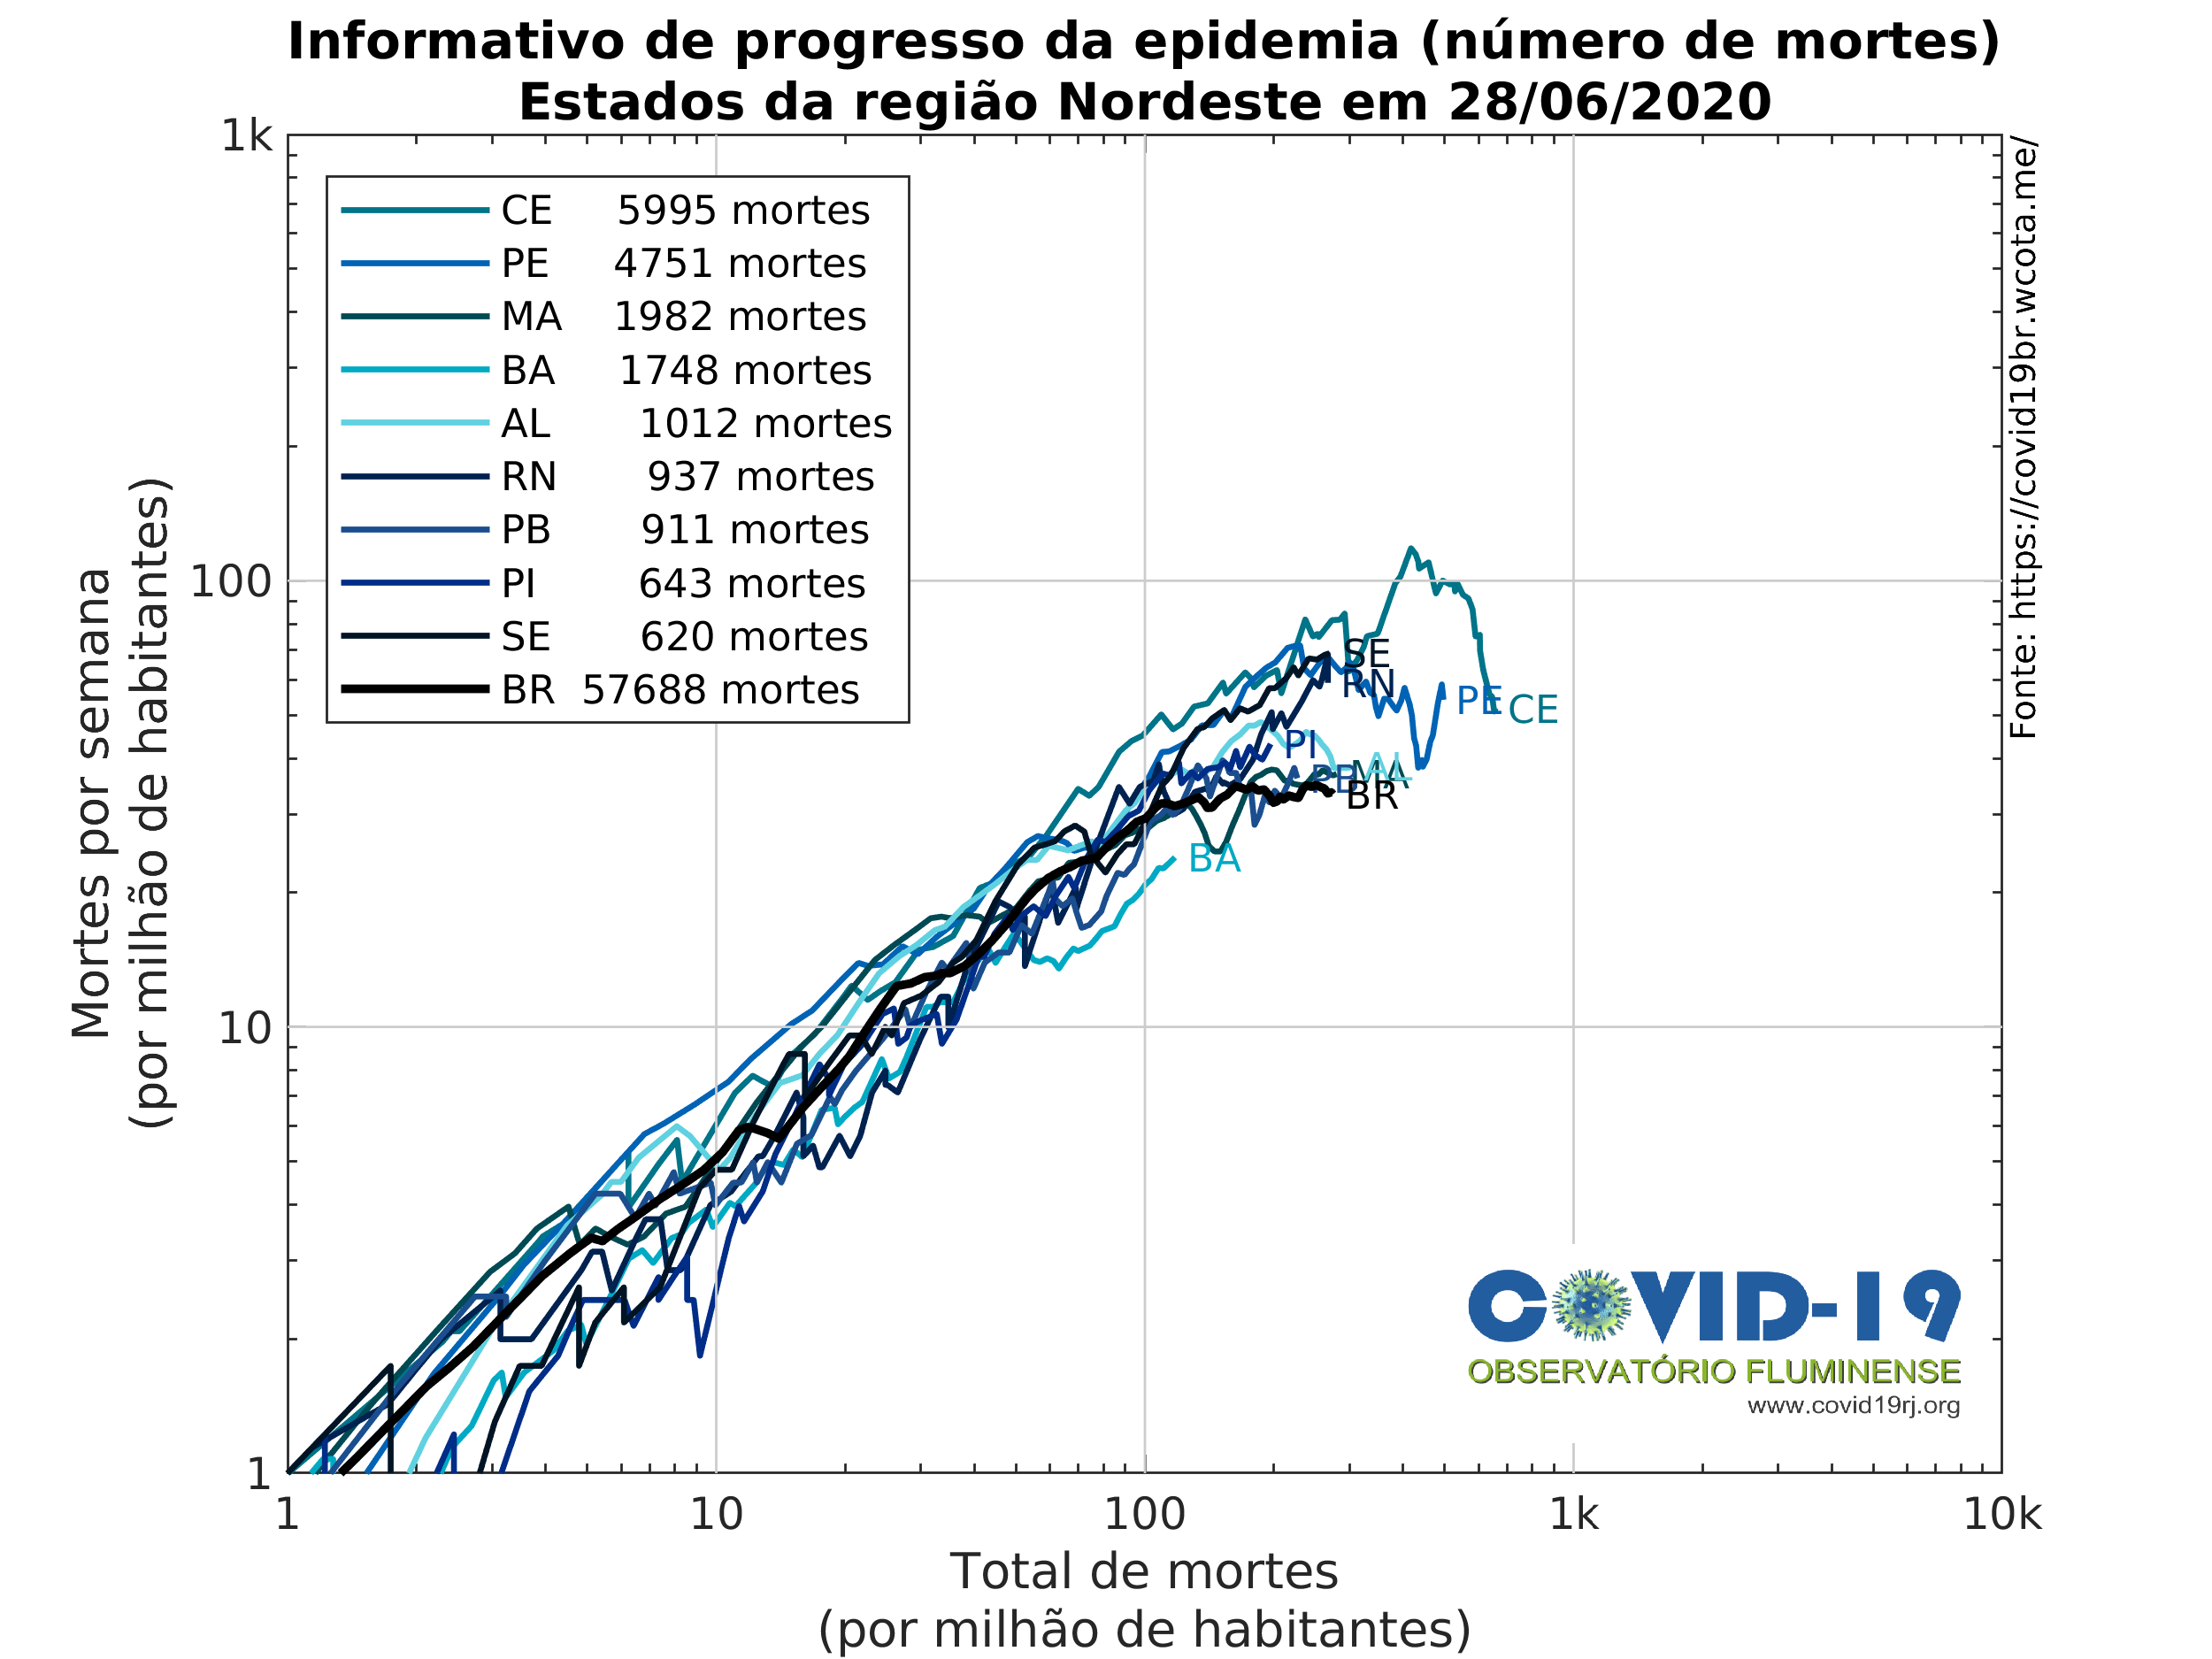 Informativo de progresso da epidemia (número de mortes)
Estados da região Nordeste em 28/06/2020
1k
100
10
1
Mortes por semana
(por milhão de habitantes)
CE 5995 mortes
PE 4751 mortes
MA 1982 mortes
BA 1748 mortes
AL 1012 mortes
RN 937 mortes
PB 911 mortes
PI 643 mortes
SE 620 mortes
BR 57688 mortes
SE
RN
PE
CE
PI
AL
MA
PB
BR
BA
Fonte: https://covid19br.wcota.me/
COVID-19
OBSERVATÓRIO FLUMINENSE
www.covid19rj.org
1
10
100
1k
10k
Total de mortes
(por milhão de habitantes)